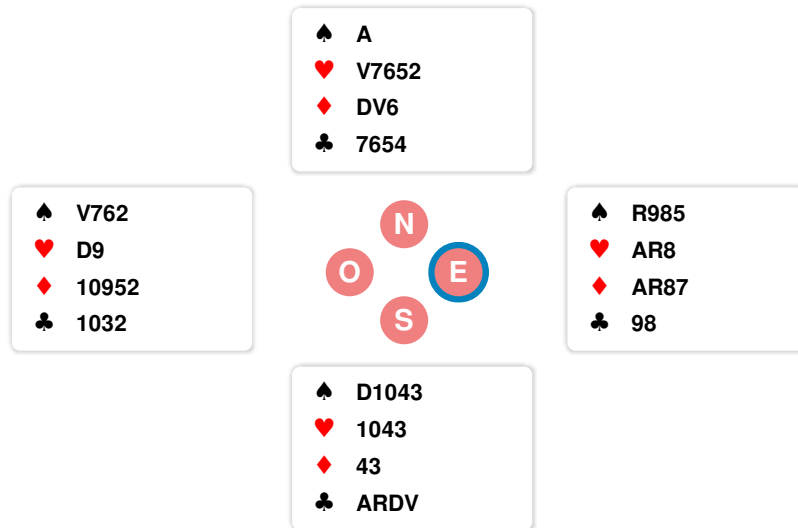 ♠ A
♥ V7652
♦ DV6
♣ 7654
♠ V762
♥ D9
♦ 10952
♣ 1032
N
O
E
S
♠ R985
♥ AR8
♦ AR87
♣ 98
♠ D1043
♥ 1043
♦ 43
♣ ARDV